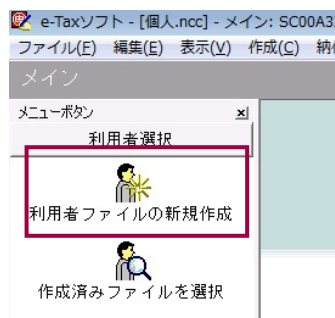 e-Taxソフト - [個人.ncc] - メイン: SC00A3
ファイル(F) 編集(E) 表示(V) 作成(C) 納
メイン
メニューボタン x
利用者選択
利用者ファイルの新規作成
作成済みファイルを選択